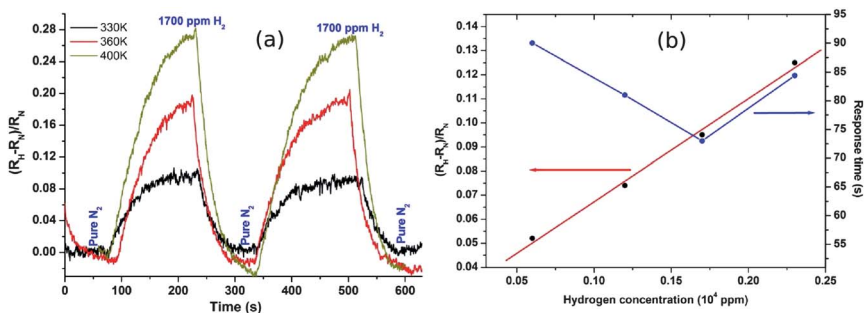 1700 ppm H2
1700 ppm H2
330K
360K
400K
(a)
(RH-RN)/RN
0.28
0.24
0.20
0.16
0.12
0.08
0.04
0.00
Pure N2
Pure N2
Pure N2
0
100
200
300
400
500
600
Time (s)
(b)
(RH-RN)/RN
0.14
0.13
0.12
0.11
0.10
0.09
0.08
0.07
0.06
0.05
0.04
0.05
0.10
0.15
0.20
0.25
Hydrogen concentration (10^4 ppm)
95
90
85
80
75
70
65
60
55
Response time (s)